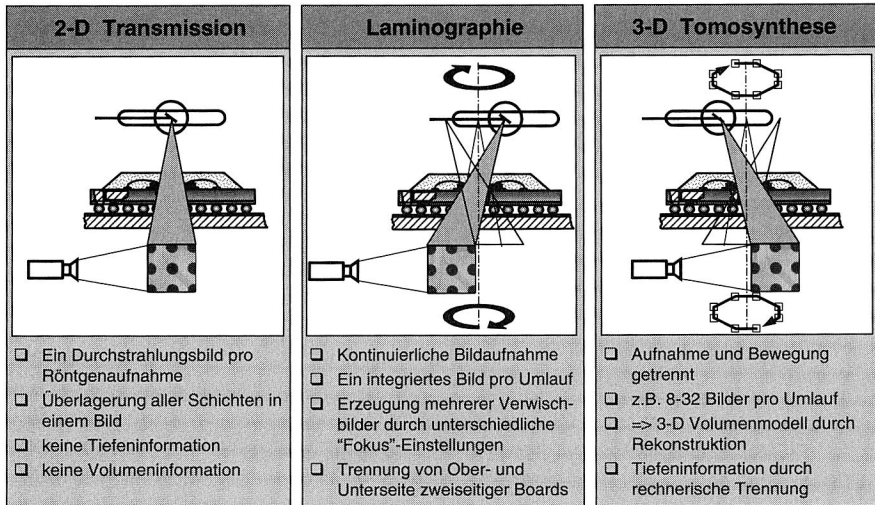 2-D Transmission
❏ Ein Durchstrahlungsbild pro
Röntgenaufnahme
❏ Überlagerung aller Schichten in
einem Bild
❏ keine Tiefeninformation
❏ keine Volumeninformation
Laminographie
❏ Kontinuierliche Bildaufnahme
❏ Ein integriertes Bild pro Umlauf
❏ Erzeugung mehrerer Verwisch-
bilder durch unterschiedliche
“Fokus”-Einstellungen
❏ Trennung von Ober- und
Unterseite zweiseitiger Boards
3-D Tomosynthese
❏ Aufnahme und Bewegung
getrennt
❏ z.B. 8-32 Bilder pro Umlauf
❏ => 3-D Volumenmodell durch
Rekonstruktion
❏ Tiefeninformation durch
rechnerische Trennung